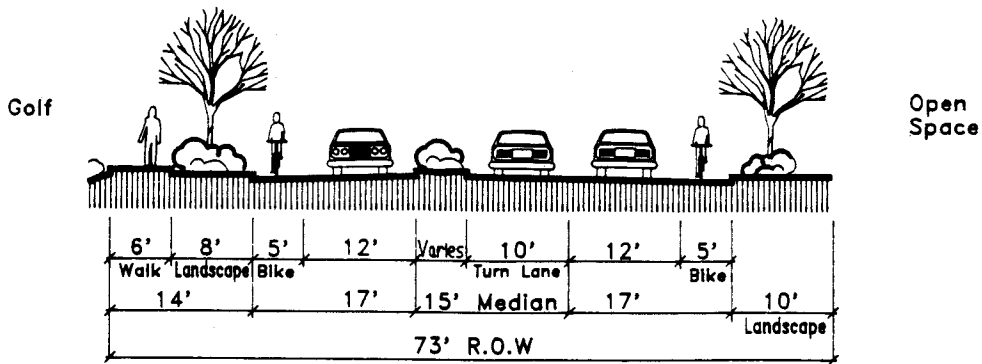 Golf
Open
Space
6' 8' 5' 12' Varies 10' 12' 5'
Walk Landscape Bike Turn Lane Bike
14' 17' 15' Median 17' 10'
Landscape
73' R.O.W